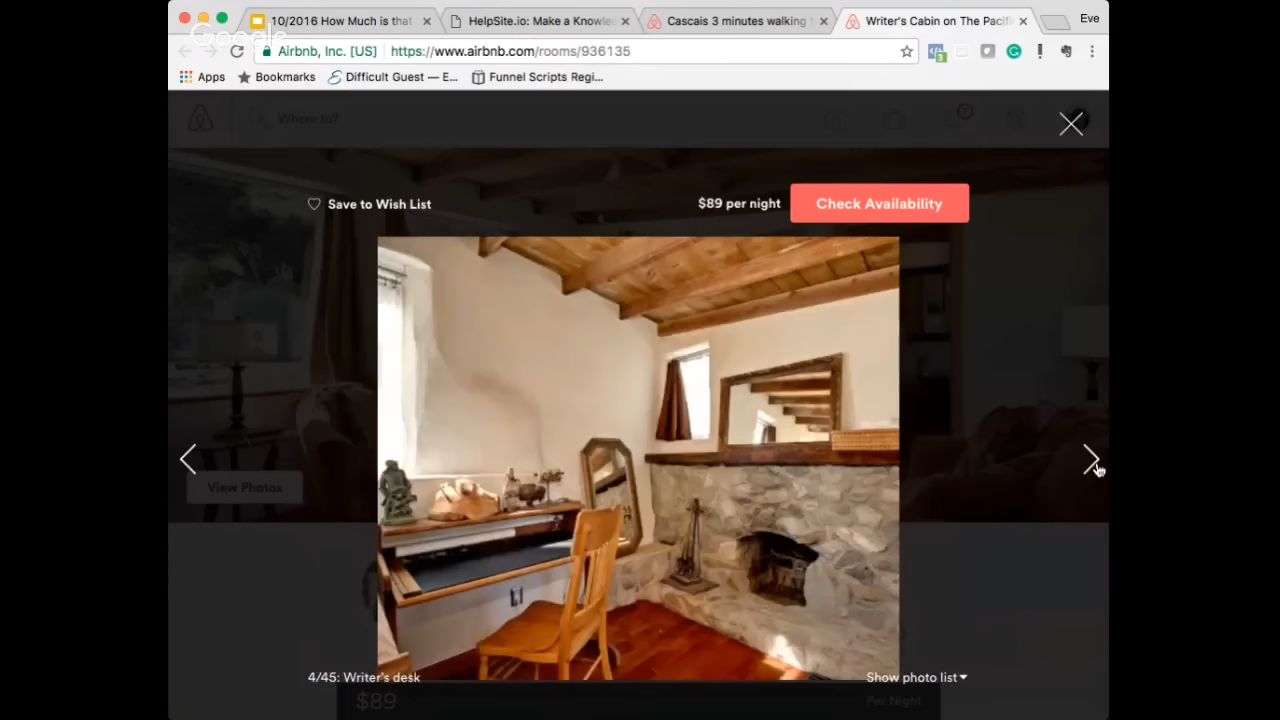 10/2016 How Much is that
HelpSite.io: Make a Knowle
Cascais 3 minutes walking
Writer's Cabin on The Pacifi
Eve
Google
Airbnb, Inc. [US]
https://www.airbnb.com/rooms/936135
3
Apps
Bookmarks
Difficult Guest — E...
Funnel Scripts Regi...
Where to?
Save to Wish List
$89 per night
Check Availability
View Photos
4/45: Writer's desk
Show photo list
$89
Per Night